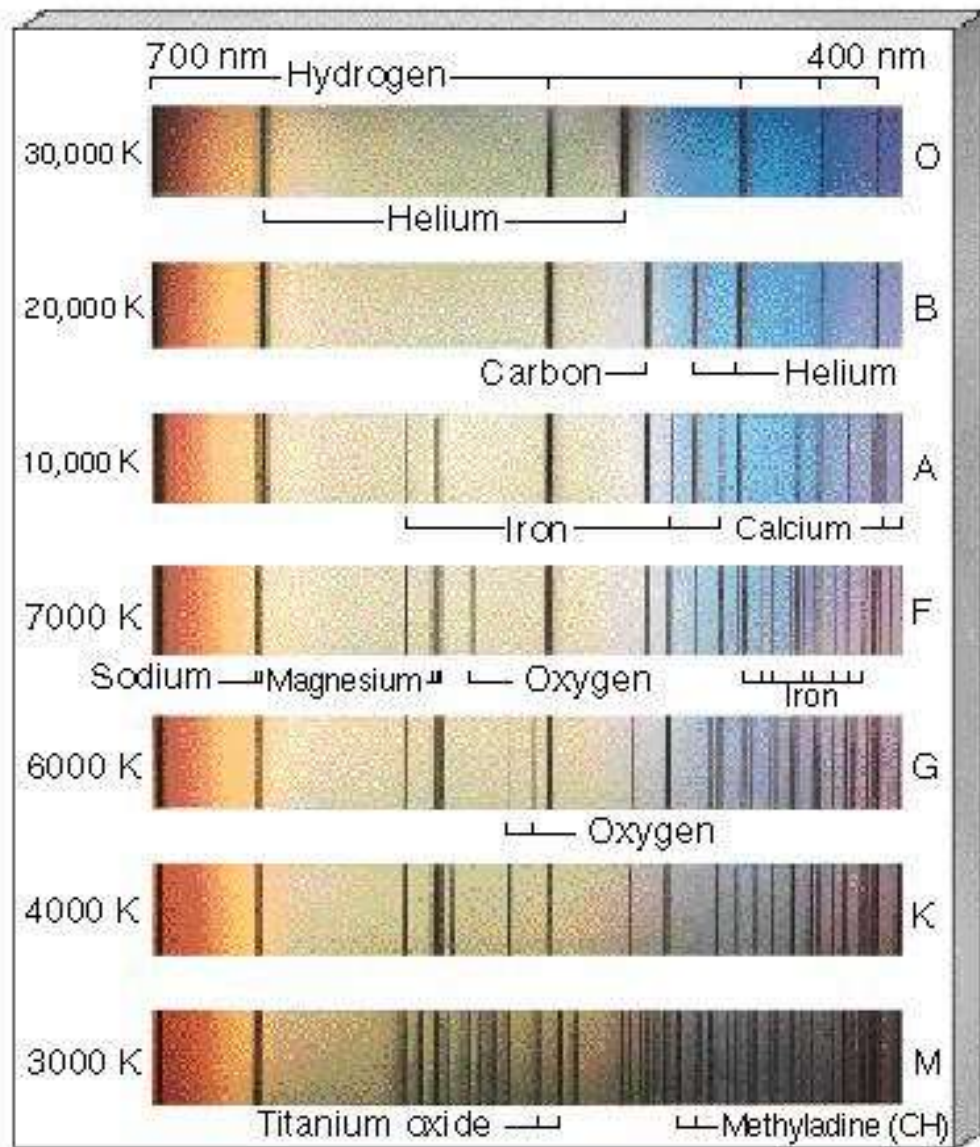 700 nm Hydrogen 400 nm
30,000 K O
Helium
20,000 K B
Carbon Helium
10,000 K A
Iron Calcium
7000 K F
Sodium Magnesium Oxygen Iron
6000 K G
Oxygen
4000 K K
3000 K M
Titanium oxide Methyladine (CH)